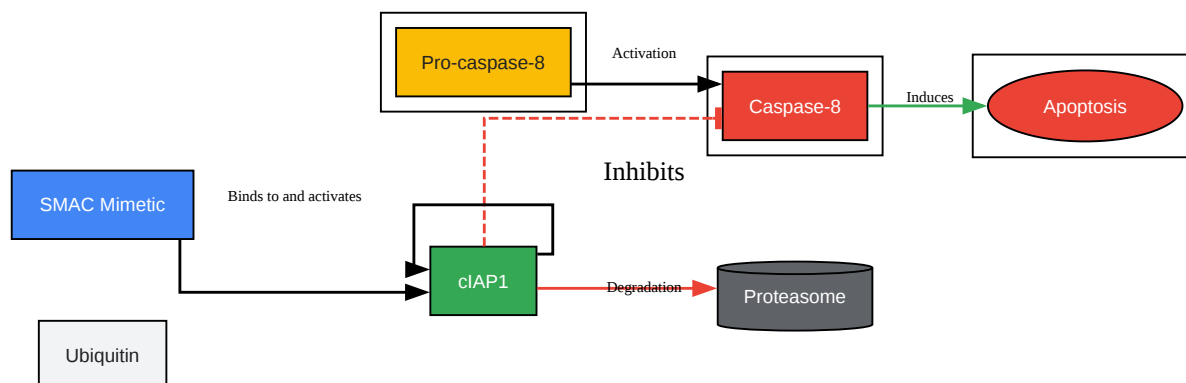 Pro-caspase-8
Activation
Caspase-8
Induces
Apoptosis
Inhibits
SMAC Mimetic
Binds to and activates
cIAP1
Degradation
Proteasome
Ubiquitin